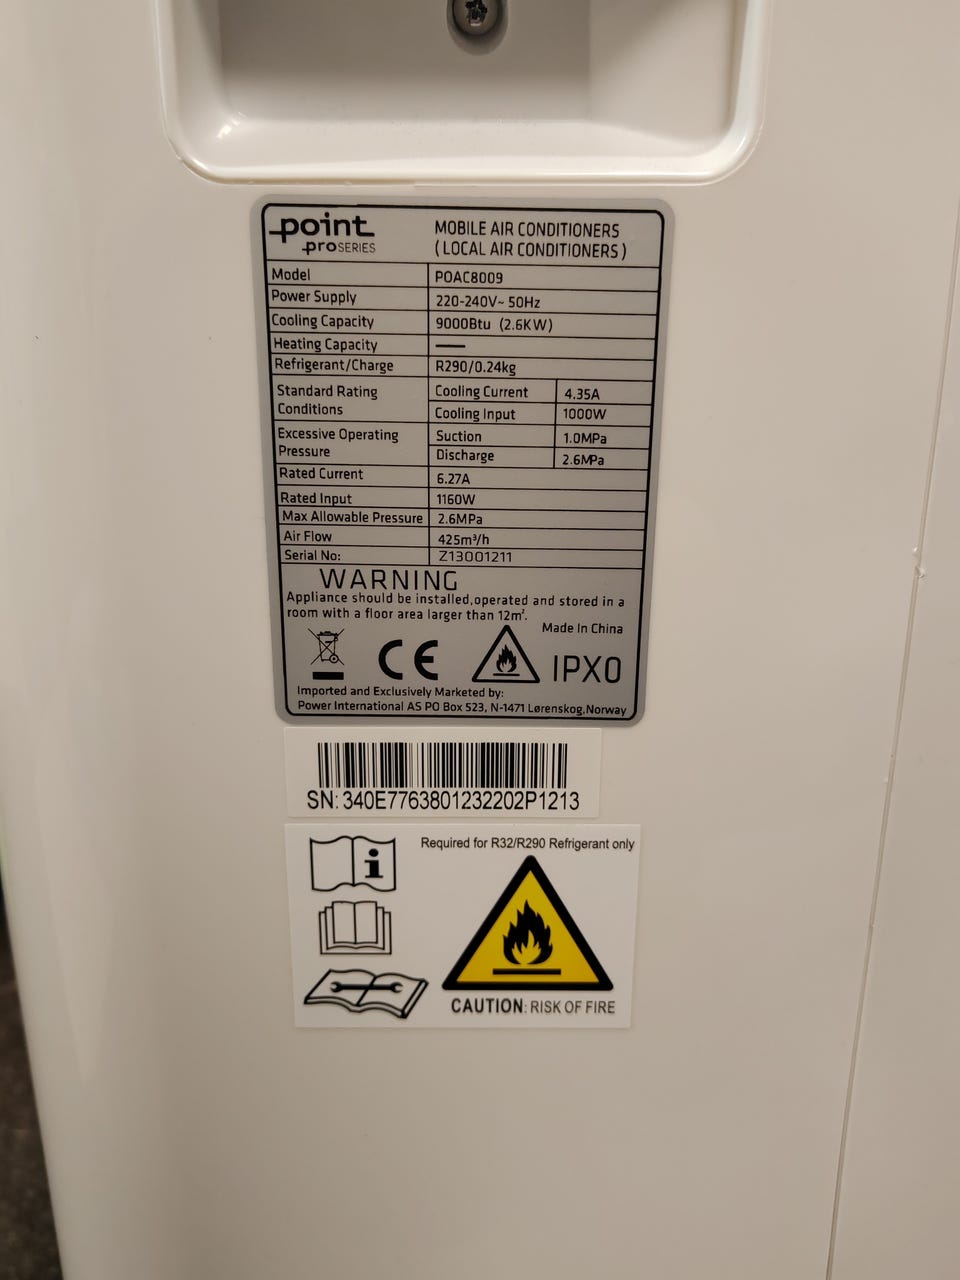 point
pro SERIES
MOBILE AIR CONDITIONERS
( LOCAL AIR CONDITIONERS )
Model POAC8009
Power Supply 220-240V~ 50Hz
Cooling Capacity 9000Btu (2.6KW)
Heating Capacity —
Refrigerant/Charge R290/0.24kg
Standard Rating Conditions Cooling Current 4.35A
Cooling Input 1000W
Excessive Operating Pressure Suction 1.0MPa
Discharge 2.6MPa
Rated Current 6.27A
Rated Input 1160W
Max Allowable Pressure 2.6MPa
Air Flow 425m³/h
Serial No: Z13001211
WARNING
Appliance should be installed,operated and stored in a
room with a floor area larger than 12m².
Made In China
CE IPX0
Imported and Exclusively Marketed by:
Power International AS PO Box 523, N-1471 Lørenskog,Norway
SN: 340E7763801232202P1213
Required for R32/R290 Refrigerant only
i
CAUTION: RISK OF FIRE